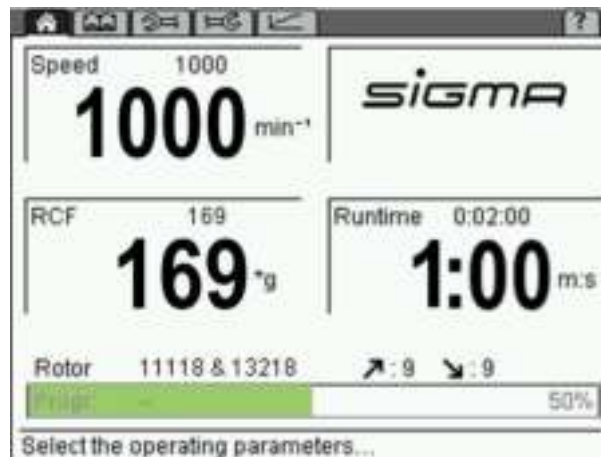 ?
Speed 1000
1000 min⁻¹
sigma
RCF 169
169 *g
Runtime 0:02:00
1:00 m:s
Rotor 11118 & 13218 ↗: 9 ↘: 9
Progr. -- 50%
Select the operating parameters...